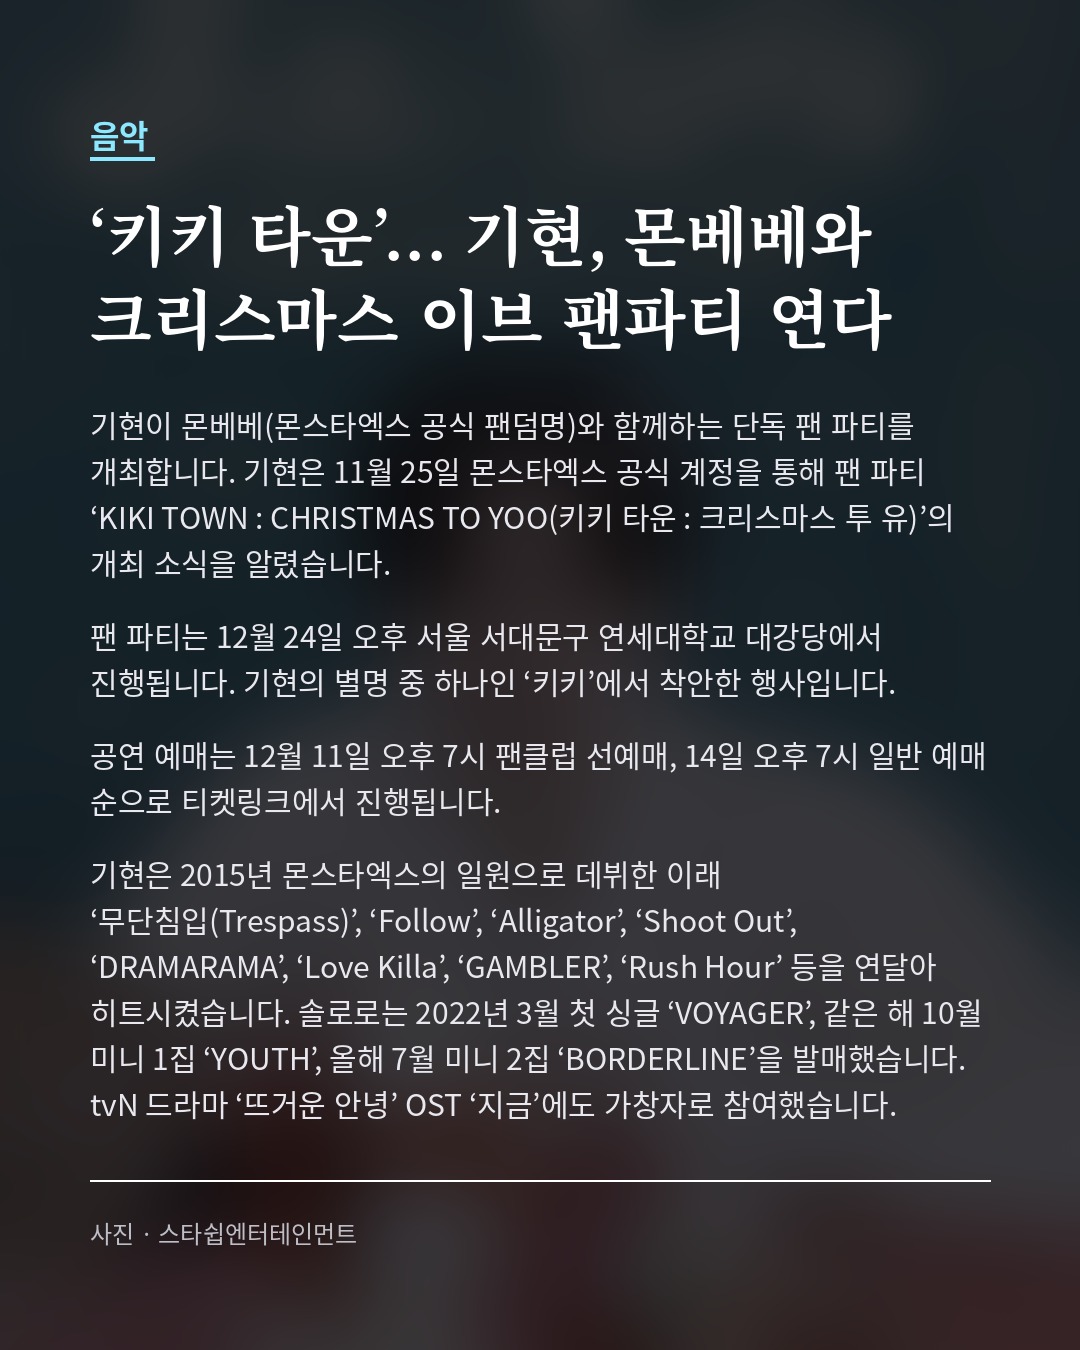 음악
‘키키 타운’… 기현, 몬베베와
크리스마스 이브 팬파티 연다
기현이 몬베베(몬스타엑스 공식 팬덤명)와 함께하는 단독 팬 파티를
개최합니다. 기현은 11월 25일 몬스타엑스 공식 계정을 통해 팬 파티
‘KIKI TOWN : CHRISTMAS TO YOO(키키 타운 : 크리스마스 투 유)’의
개최 소식을 알렸습니다.
팬 파티는 12월 24일 오후 서울 서대문구 연세대학교 대강당에서
진행됩니다. 기현의 별명 중 하나인 ‘키키’에서 착안한 행사입니다.
공연 예매는 12월 11일 오후 7시 팬클럽 선예매, 14일 오후 7시 일반 예매
순으로 티켓링크에서 진행됩니다.
기현은 2015년 몬스타엑스의 일원으로 데뷔한 이래
‘무단침입(Trespass)’, ‘Follow’, ‘Alligator’, ‘Shoot Out’,
‘DRAMARAMA’, ‘Love Killa’, ‘GAMBLER’, ‘Rush Hour’ 등을 연달아
히트시켰습니다. 솔로로는 2022년 3월 첫 싱글 ‘VOYAGER’, 같은 해 10월
미니 1집 ‘YOUTH’, 올해 7월 미니 2집 ‘BORDERLINE’을 발매했습니다.
tvN 드라마 ‘뜨거운 안녕’ OST ‘지금’에도 가창자로 참여했습니다.
사진 · 스타쉽엔터테인먼트